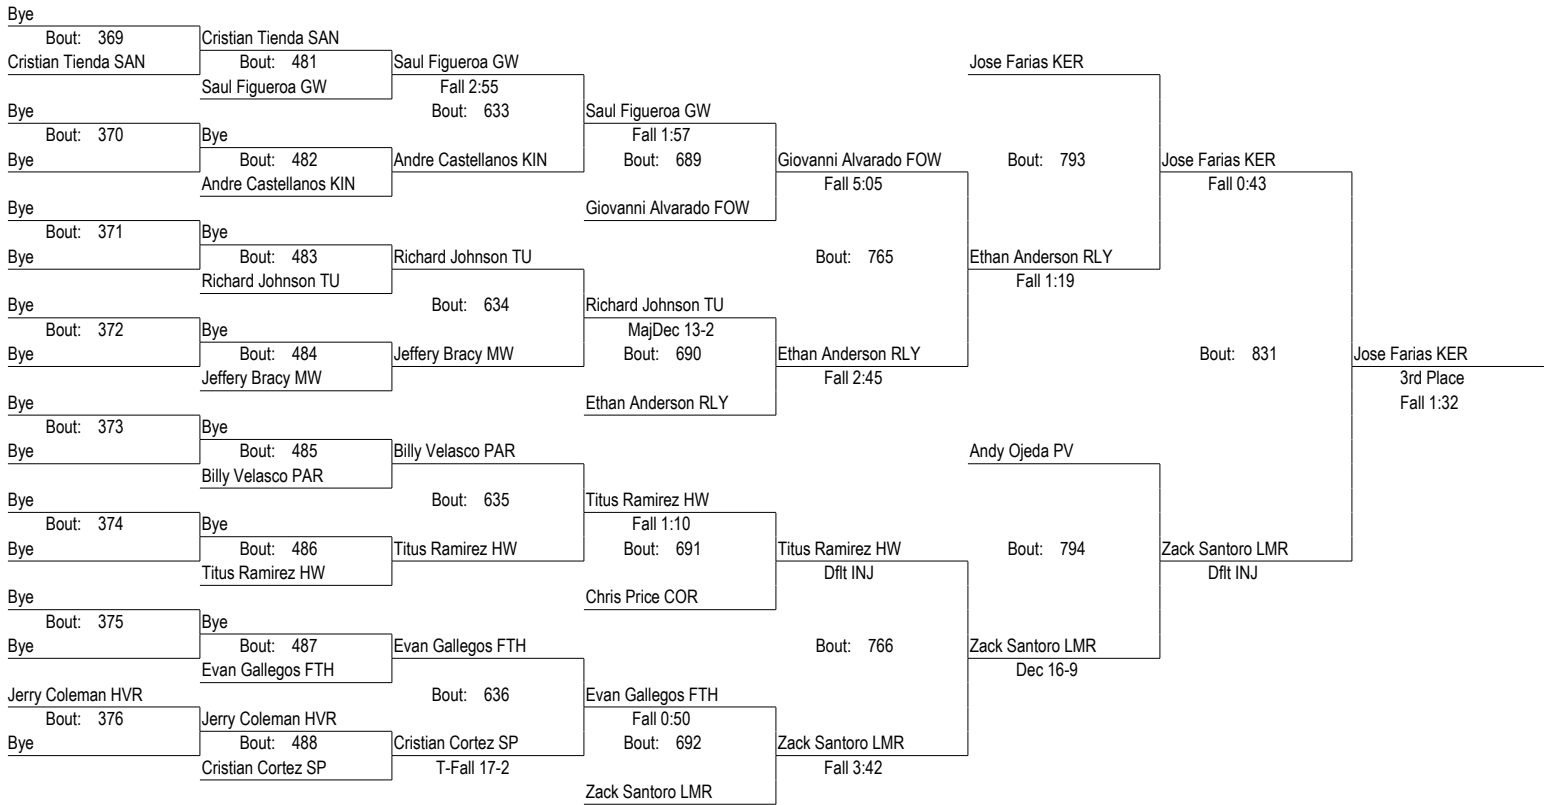 Bye
Bout: 369
Cristian Tienda SAN
Cristian Tienda SAN
Bout: 481
Saul Figueroa GW
Saul Figueroa GW
Fall 2:55
Jose Farias KER
Bye
Bout: 370
Bye
Bye
Bout: 482
Andre Castellanos KIN
Bout: 633
Andre Castellanos KIN
Saul Figueroa GW
Fall 1:57
Bout: 689
Giovanni Alvarado FOW
Giovanni Alvarado FOW
Fall 5:05
Bout: 793
Jose Farias KER
Fall 0:43
Bye
Bout: 371
Bye
Bye
Bout: 483
Richard Johnson TU
Richard Johnson TU
Bout: 765
Ethan Anderson RLY
Fall 1:19
Bye
Bout: 372
Bye
Bye
Bout: 484
Jeffery Bracy MW
Bout: 634
Jeffery Bracy MW
Richard Johnson TU
MajDec 13-2
Bout: 690
Ethan Anderson RLY
Ethan Anderson RLY
Fall 2:45
Bout: 831
Jose Farias KER
3rd Place
Fall 1:32
Bye
Bout: 373
Bye
Bye
Bout: 485
Billy Velasco PAR
Billy Velasco PAR
Andy Ojeda PV
Bye
Bout: 374
Bye
Bye
Bout: 486
Titus Ramirez HW
Bout: 635
Titus Ramirez HW
Titus Ramirez HW
Fall 1:10
Bout: 691
Chris Price COR
Titus Ramirez HW
Dflt INJ
Bout: 794
Zack Santoro LMR
Dflt INJ
Bye
Bout: 375
Bye
Bye
Bout: 487
Evan Gallegos FTH
Evan Gallegos FTH
Bout: 766
Zack Santoro LMR
Dec 16-9
Jerry Coleman HVR
Bout: 376
Bye
Jerry Coleman HVR
Bout: 488
Cristian Cortez SP
Bout: 636
Cristian Cortez SP
T-Fall 17-2
Evan Gallegos FTH
Fall 0:50
Bout: 692
Zack Santoro LMR
Zack Santoro LMR
Fall 3:42